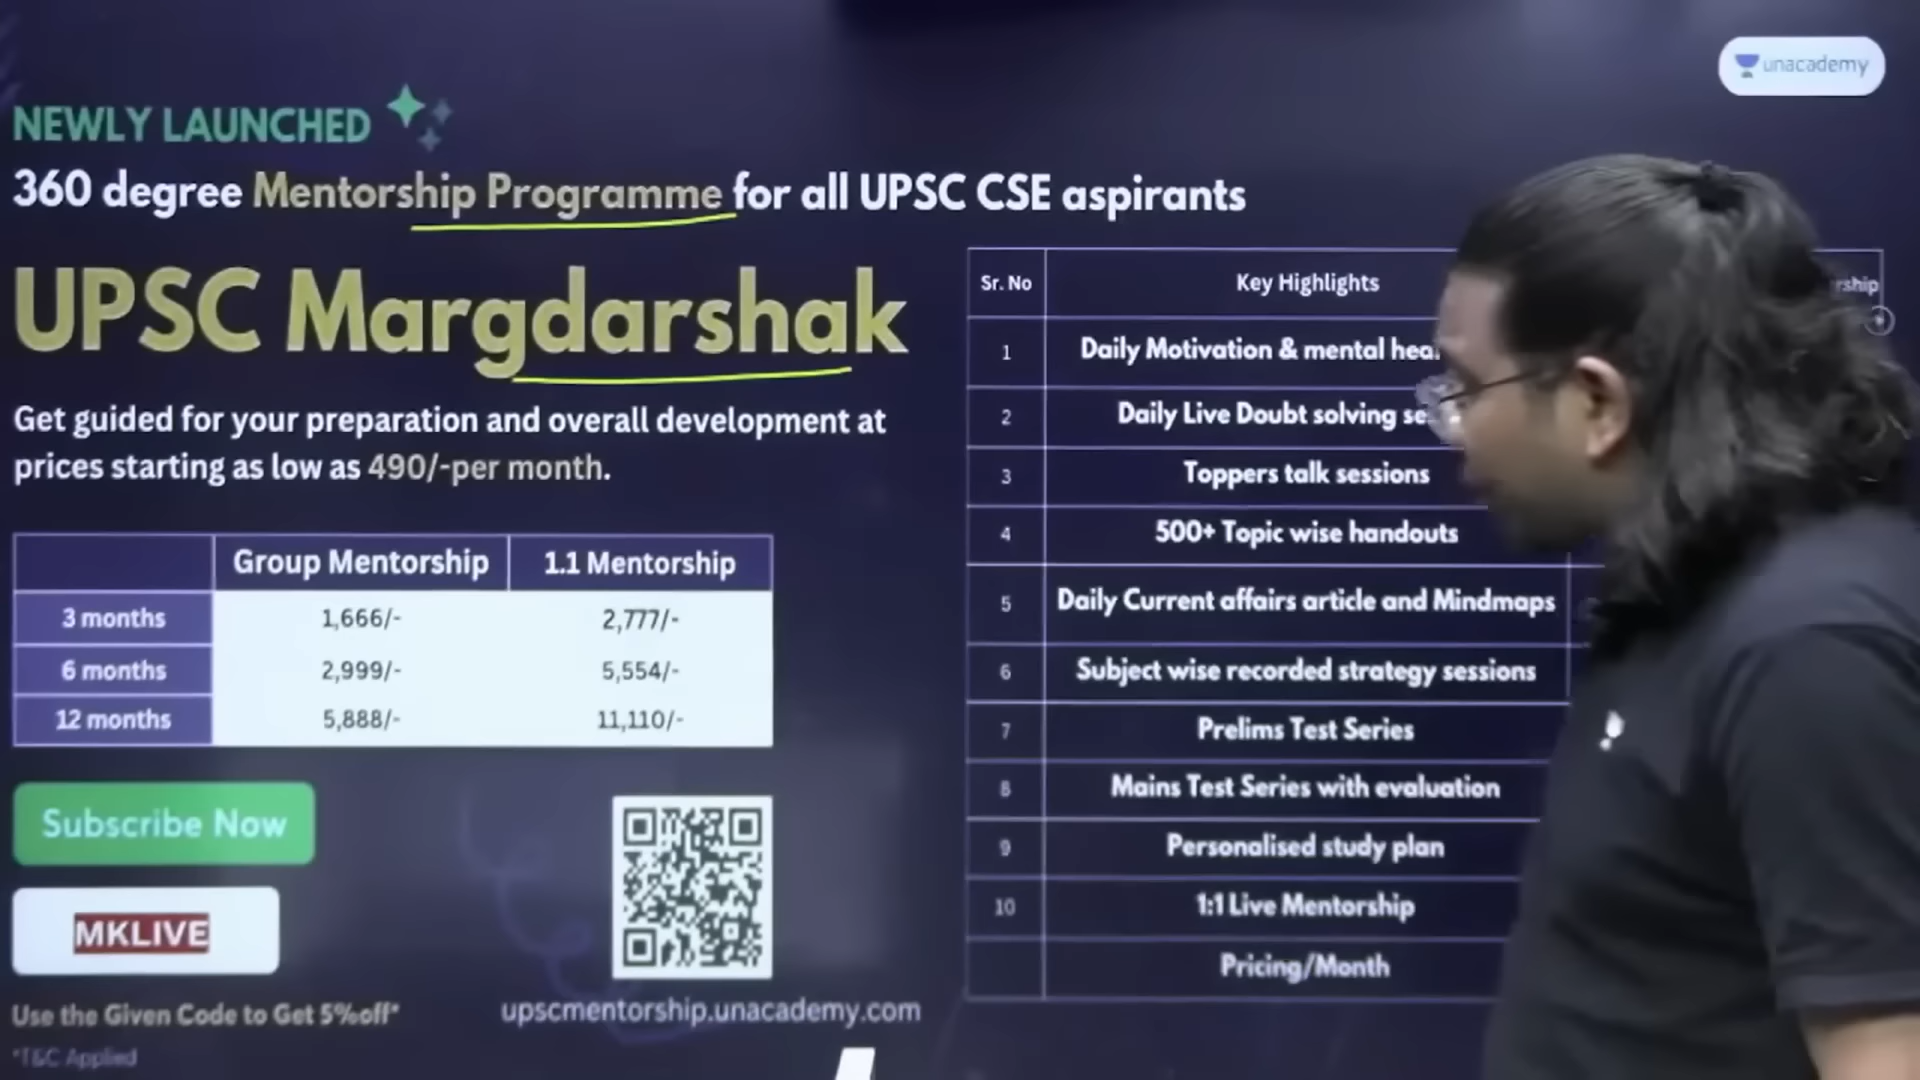 unacademy
NEWLY LAUNCHED
360 degree Mentorship Programme for all UPSC CSE aspirants
UPSC Margdarshak
Get guided for your preparation and overall development at
prices starting as low as 490/-per month.
Group Mentorship 1.1 Mentorship
3 months 1,666/- 2,777/-
6 months 2,999/- 5,554/-
12 months 5,888/- 11,110/-
Subscribe Now
MKLIVE
Use the Given Code to Get 5%off*
*T&C Applied
upscmentorship.unacademy.com
Sr. No Key Highlights
1 Daily Motivation & mental
2 Daily Live Doubt solving
3 Toppers talk sessions
4 500+ Topic wise handouts
5 Daily Current affairs article and Mindmaps
6 Subject wise recorded strategy sessions
7 Prelims Test Series
8 Mains Test Series with evaluation
9 Personalised study plan
10 1:1 Live Mentorship
Pricing/Month